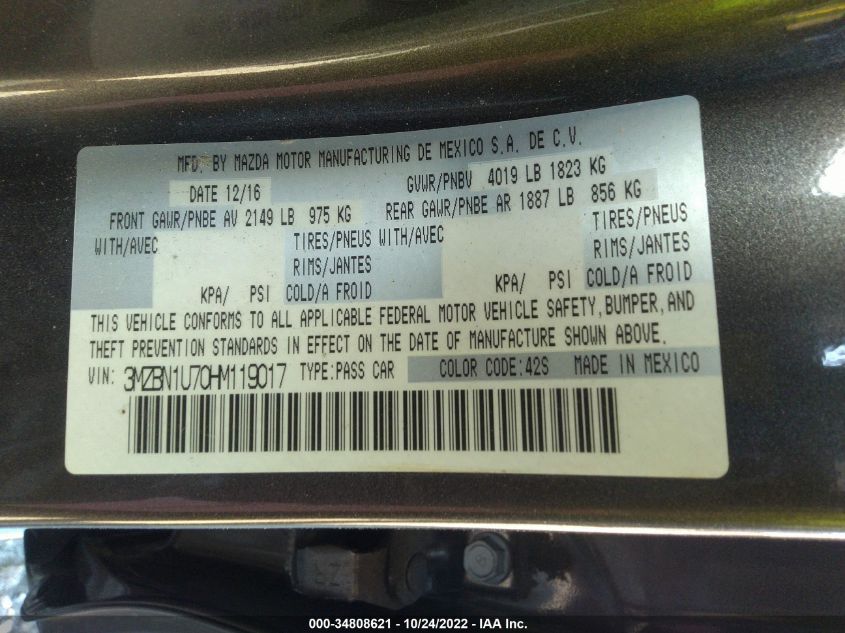 MFD. BY MAZDA MOTOR MANUFACTURING DE MEXICO S.A. DE C.V.
DATE 12/16 GVWR/PNBV 4019 LB 1823 KG
FRONT GAWR/PNBE AV 2149 LB 975 KG REAR GAWR/PNBE AR 1887 LB 856 KG
WITH/AVEC TIRES/PNEUS WITH/AVEC TIRES/PNEUS
RIMS/JANTES RIMS/JANTES
KPA/ PSI COLD/A FROID KPA/ PSI COLD/A FROID
THIS VEHICLE CONFORMS TO ALL APPLICABLE FEDERAL MOTOR VEHICLE SAFETY, BUMPER, AND
THEFT PREVENTION STANDARDS IN EFFECT ON THE DATE OF MANUFACTURE SHOWN ABOVE.
VIN: 3MZBN1U70HM119017 TYPE:PASS CAR COLOR CODE:42S MADE IN MEXICO
000-34808621 - 10/24/2022 - IAA Inc.